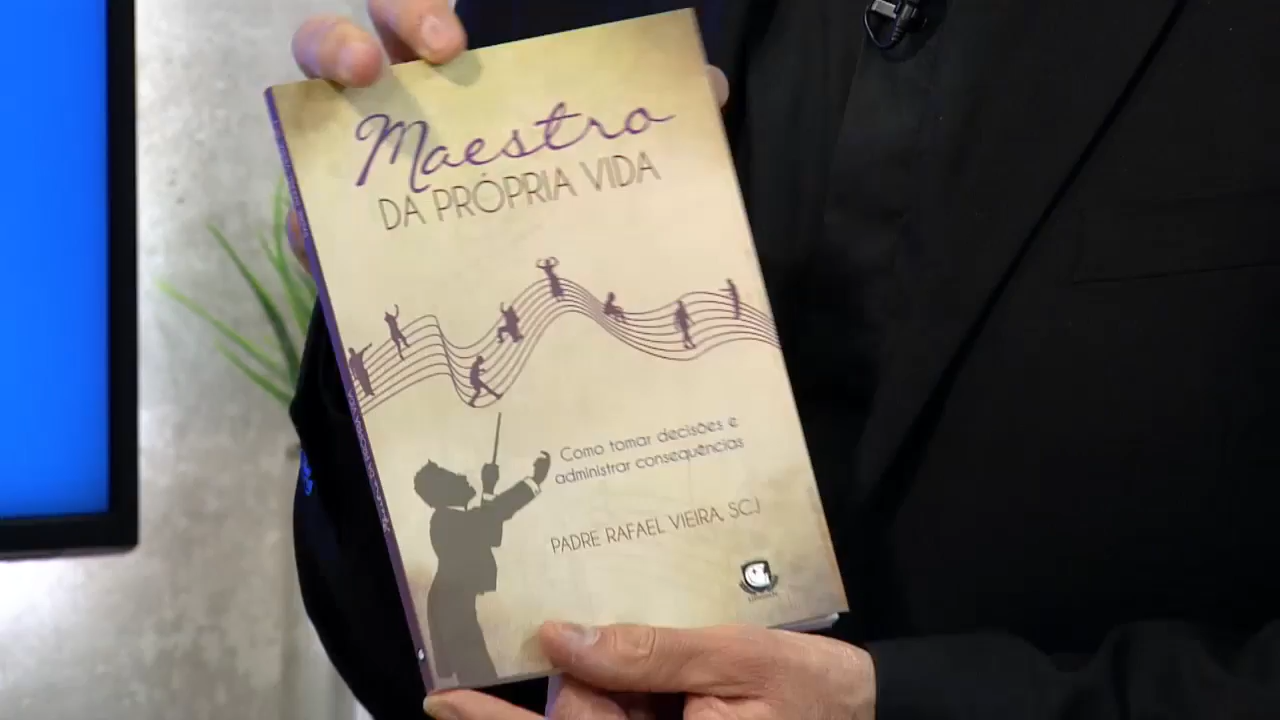 Maestro
DA PRÓPRIA VIDA
Como tomar decisões e
administrar consequências
PADRE RAFAEL VIEIRA, SCJ